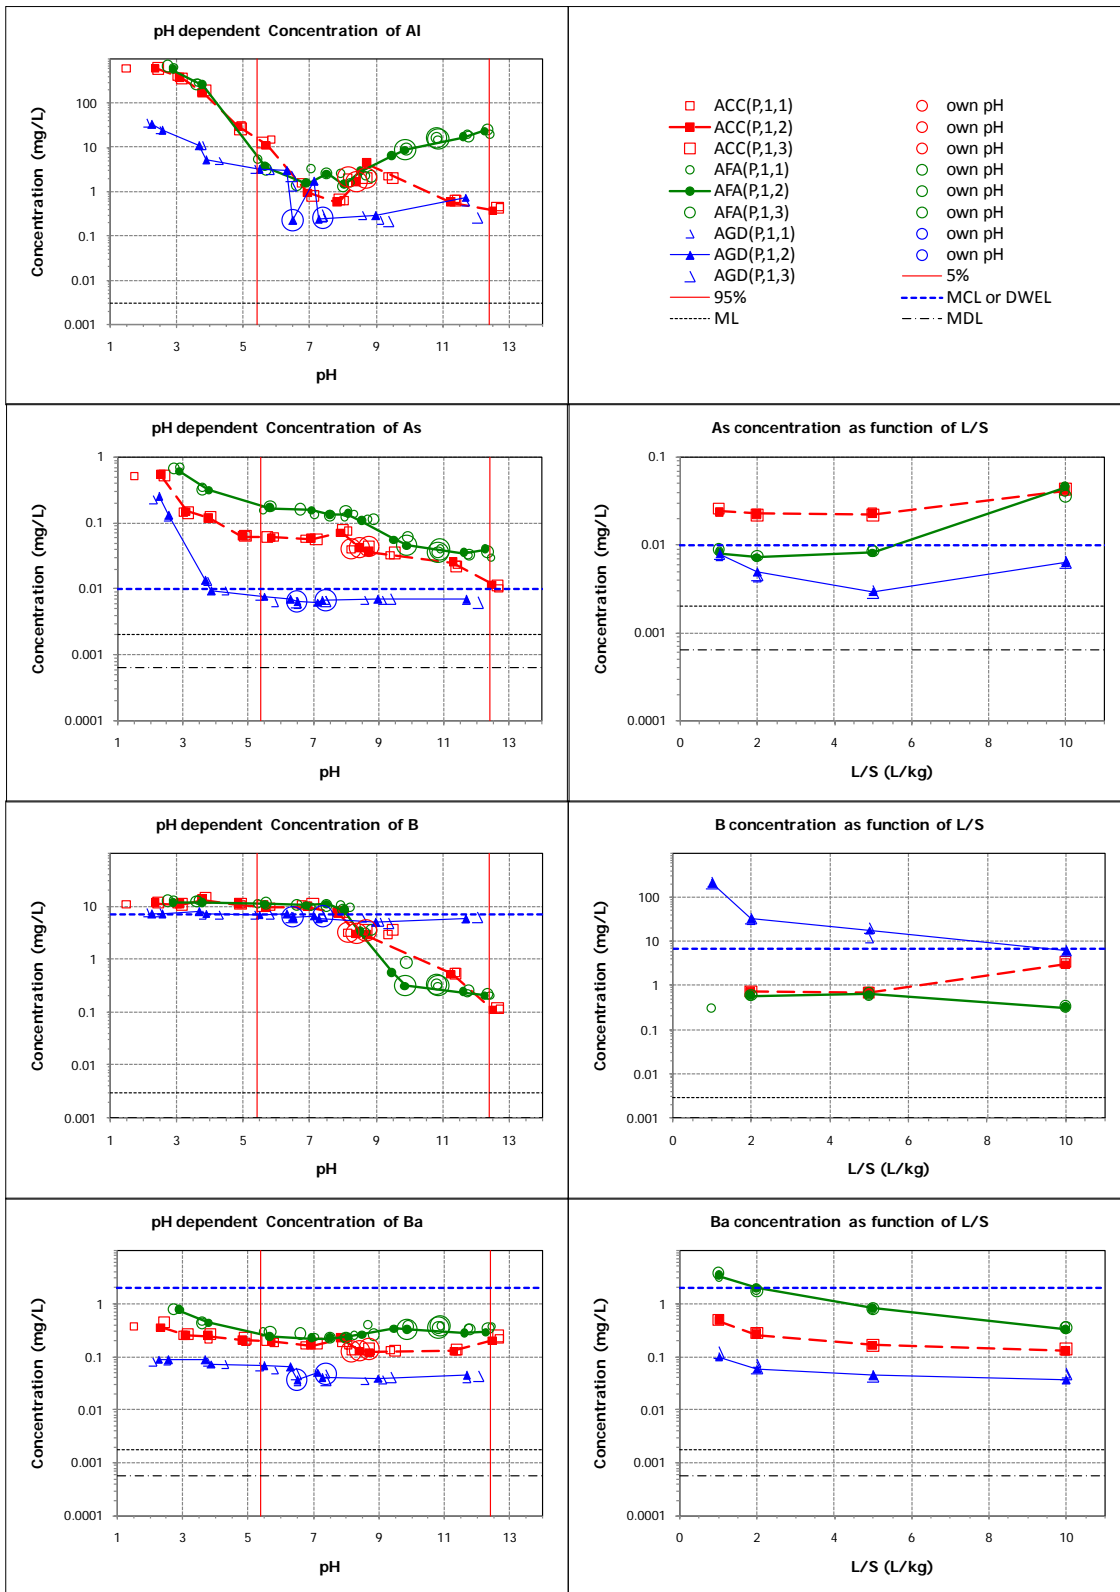 pH dependent Concentration of Al
Concentration (mg/L)
100
10
1
0.1
0.01
0.001
1 3 5 7 9 11 13
pH
ACC(P,1,1) own pH
ACC(P,1,2) own pH
ACC(P,1,3) own pH
AFA(P,1,1) own pH
AFA(P,1,2) own pH
AFA(P,1,3) own pH
AGD(P,1,1) own pH
AGD(P,1,2) own pH
AGD(P,1,3) 5%
95% MCL or DWEL
ML MDL
pH dependent Concentration of As
Concentration (mg/L)
1
0.1
0.01
0.001
0.0001
1 3 5 7 9 11 13
pH
As concentration as function of L/S
Concentration (mg/L)
0.1
0.01
0.001
0.0001
0 2 4 6 8 10
L/S (L/kg)
pH dependent Concentration of B
Concentration (mg/L)
10
1
0.1
0.01
0.001
1 3 5 7 9 11 13
pH
B concentration as function of L/S
Concentration (mg/L)
100
10
1
0.1
0.01
0.001
0 2 4 6 8 10
L/S (L/kg)
pH dependent Concentration of Ba
Concentration (mg/L)
1
0.1
0.01
0.001
0.0001
1 3 5 7 9 11 13
pH
Ba concentration as function of L/S
Concentration (mg/L)
1
0.1
0.01
0.001
0.0001
0 2 4 6 8 10
L/S (L/kg)